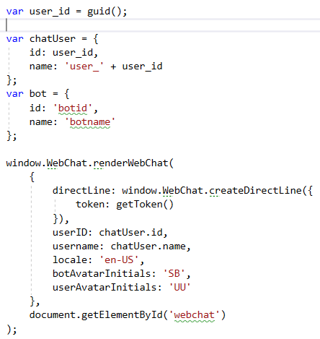 var user_id = guid();
var chatUser = {
id: user_id,
name: 'user_' + user_id
};
var bot = {
id: 'botid',
name: 'botname'
};
window.WebChat.renderWebChat(
{
directLine: window.WebChat.createDirectLine({
token: getToken()
}),
userID: chatUser.id,
username: chatUser.name,
locale: 'en-US',
botAvatarInitials: 'SB',
userAvatarInitials: 'UU'
},
document.getElementById('webchat')
);